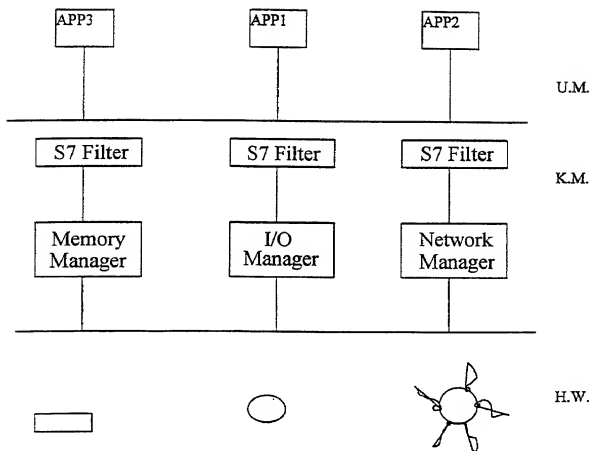 APP3 APP1 APP2
U.M.
S7 Filter S7 Filter S7 Filter
K.M.
Memory Manager
I/O Manager
Network Manager
H.W.